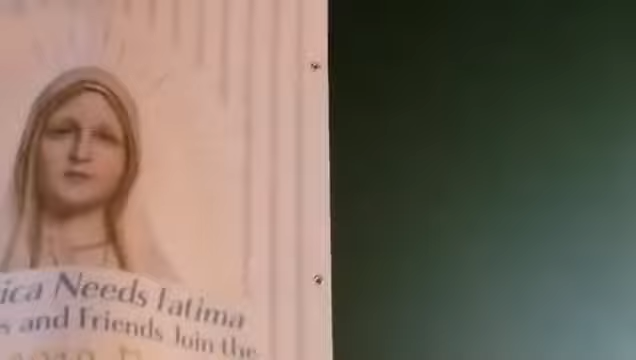 ica Needs Fatima
s and Friends Join the